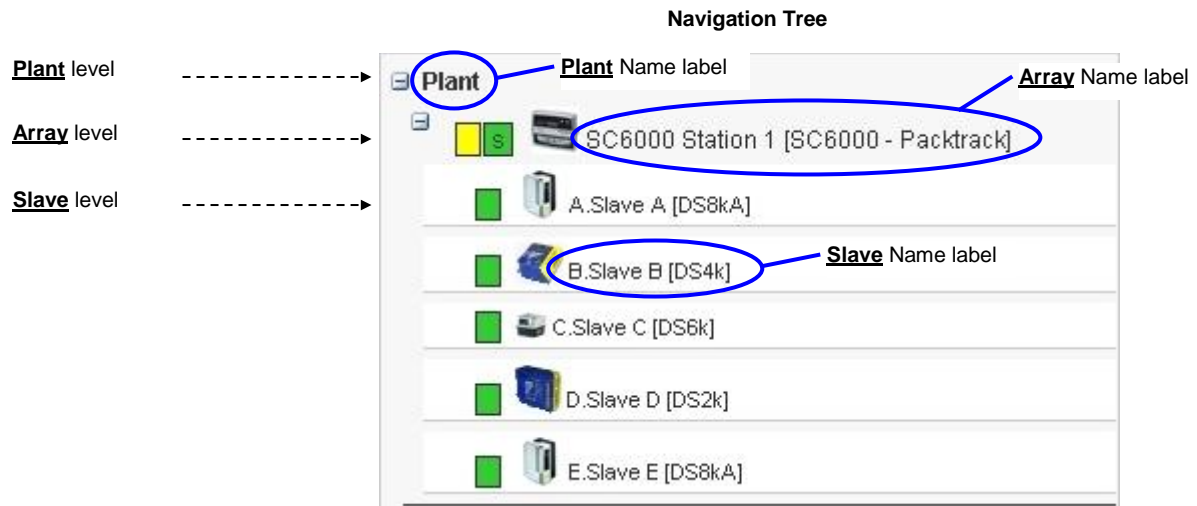 Navigation Tree
Plant level
Plant
Plant Name label
Array Name label
Array level
S
SC6000 Station 1 [SC6000 - Packtrack]
Slave level
A.Slave A [DS8kA]
B.Slave B [DS4k]
Slave Name label
C.Slave C [DS6k]
D.Slave D [DS2k]
E.Slave E [DS8kA]